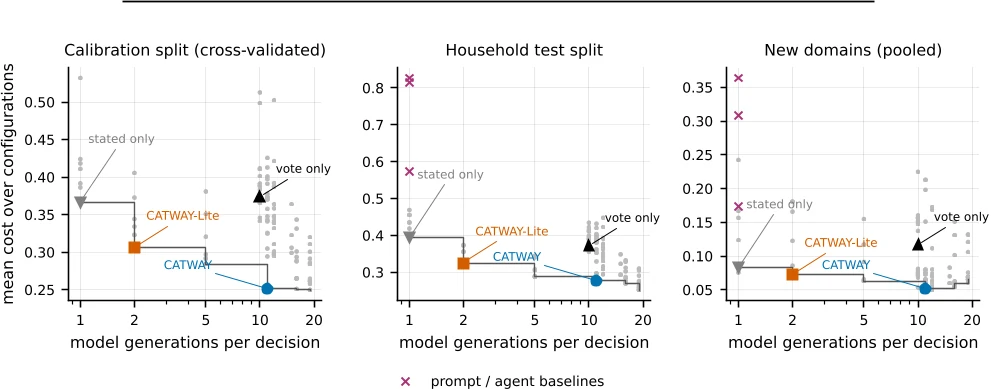 Calibration split (cross-validated)
mean cost over configurations
0.50
0.45
0.40
0.35
0.30
0.25
stated only
vote only
CATWAY-Lite
CATWAY
1 2 5 10 20
model generations per decision
Household test split
0.8
0.7
0.6
0.5
0.4
0.3
stated only
vote only
CATWAY-Lite
CATWAY
1 2 5 10 20
model generations per decision
New domains (pooled)
0.35
0.30
0.25
0.20
0.15
0.10
0.05
stated only
vote only
CATWAY-Lite
CATWAY
1 2 5 10 20
model generations per decision
prompt / agent baselines